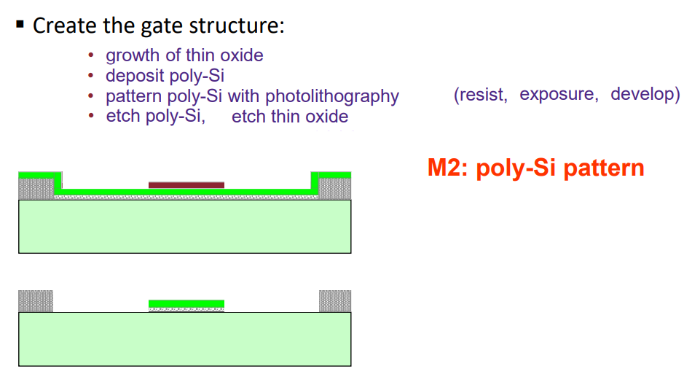 ▪ Create the gate structure:
• growth of thin oxide
• deposit poly-Si
• pattern poly-Si with photolithography (resist, exposure, develop)
• etch poly-Si, etch thin oxide
M2: poly-Si pattern